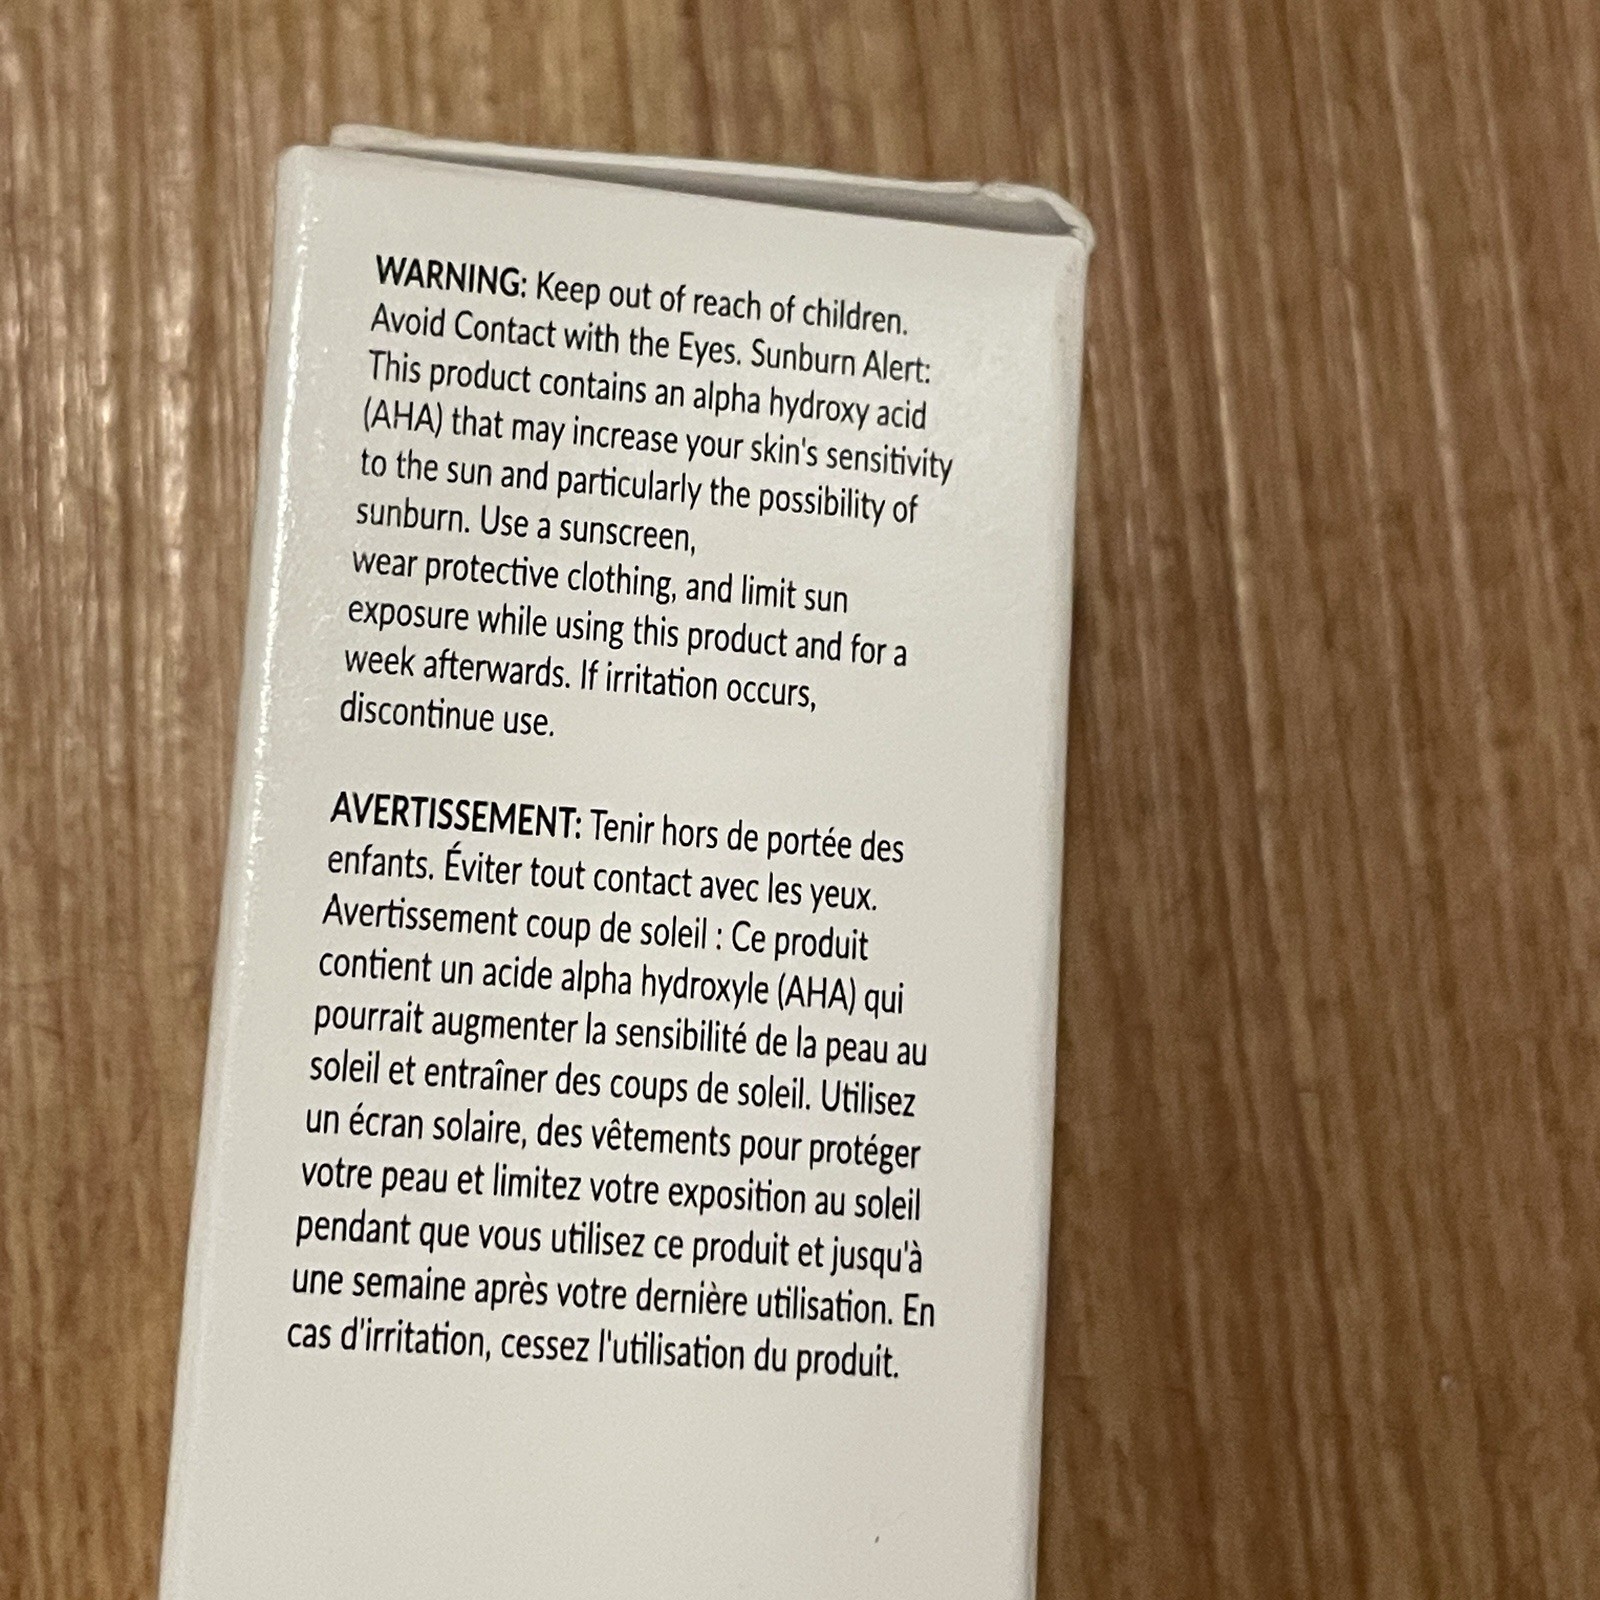 WARNING: Keep out of reach of children.
Avoid Contact with the Eyes. Sunburn Alert:
This product contains an alpha hydroxy acid
(AHA) that may increase your skin's sensitivity
to the sun and particularly the possibility of
sunburn. Use a sunscreen,
wear protective clothing, and limit sun
exposure while using this product and for a
week afterwards. If irritation occurs,
discontinue use.
AVERTISSEMENT: Tenir hors de portée des
enfants. Éviter tout contact avec les yeux.
Avertissement coup de soleil : Ce produit
contient un acide alpha hydroxyle (AHA) qui
pourrait augmenter la sensibilité de la peau au
soleil et entraîner des coups de soleil. Utilisez
un écran solaire, des vêtements pour protéger
votre peau et limitez votre exposition au soleil
pendant que vous utilisez ce produit et jusqu'à
une semaine après votre dernière utilisation. En
cas d'irritation, cessez l'utilisation du produit.